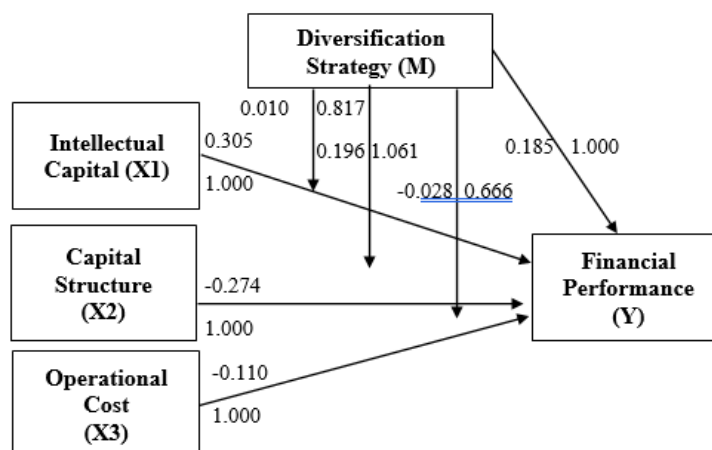 Diversification
Strategy (M)
0.010 0.817
Intellectual
Capital (X1)
0.305
1.000
0.196 1.061
0.185 1.000
-0.028 0.666
Capital
Structure
(X2)
-0.274
1.000
Financial
Performance
(Y)
Operational
Cost
(X3)
-0.110
1.000